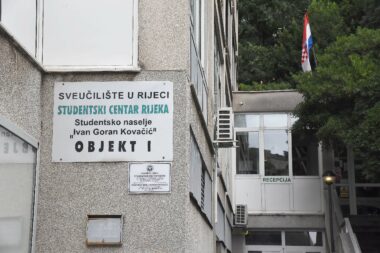 SVEUČILIŠTE U RIJECI
STUDENTSKI CENTAR RIJEKA
Studentsko naselje
„Ivan Goran Kovačić"
OBJEKT I
RECEPCIJA